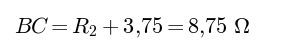 BC = R₂ + 3,75 = 8,75 Ω